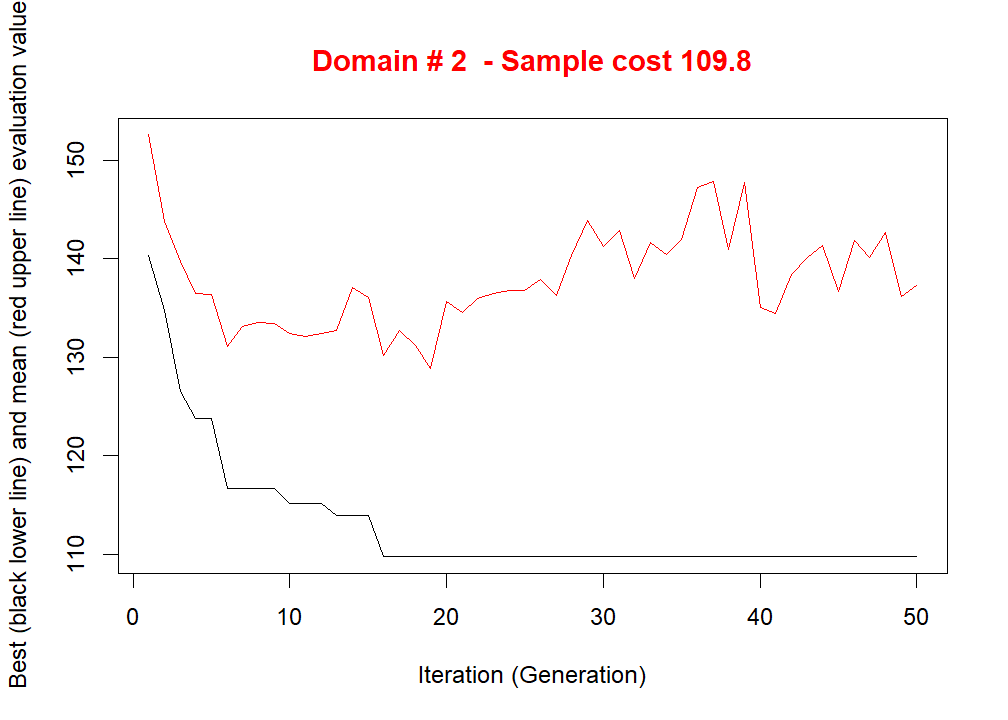 Domain # 2  - Sample cost 109.8
Best (black lower line) and mean (red upper line) evaluation value
150
140
130
120
110
0 10 20 30 40 50
Iteration (Generation)